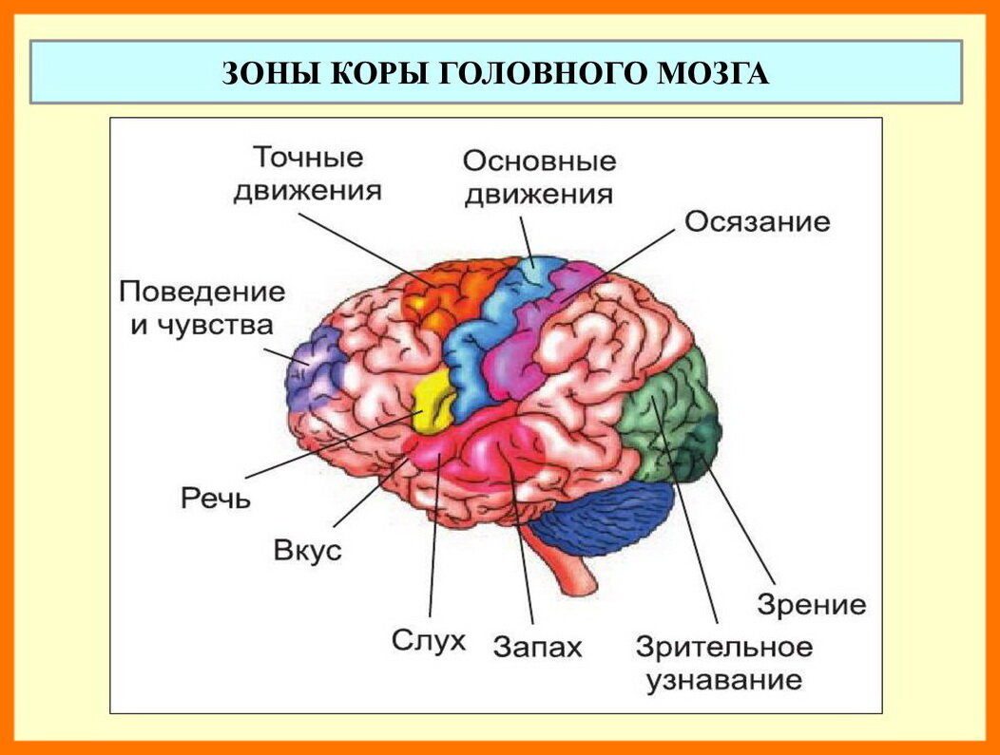 ЗОНЫ КОРЫ ГОЛОВНОГО МОЗГА
Точные
движения
Основные
движения
Осязание
Поведение
и чувства
Речь
Вкус
Слух
Запах
Зрение
Зрительное
узнавание